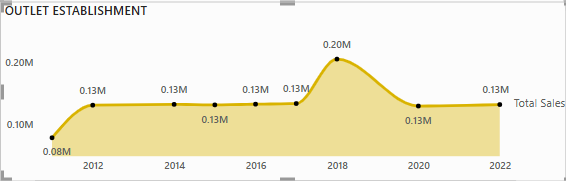 OUTLET ESTABLISHMENT
0.20M
0.20M
0.13M 0.13M 0.13M 0.13M 0.13M
0.13M 0.13M
Total Sales
0.10M
0.08M
2012 2014 2016 2018 2020 2022